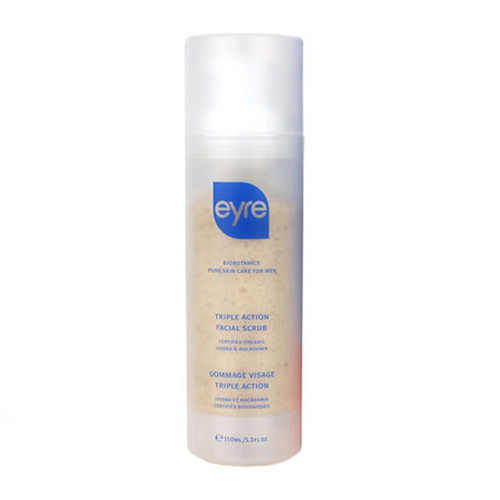 eyre
BIOBOTANICS
PURE SKIN CARE FOR MEN
TRIPLE ACTION
FACIAL SCRUB
CERTIFIED ORGANIC
JOJOBA & MACADAMIA
GOMMAGE VISAGE
TRIPLE ACTION
JOJOBA ET MACADAMIA
CERTIFIÉS BIOLOGIQUES
℮150ML/5.1FL OZ